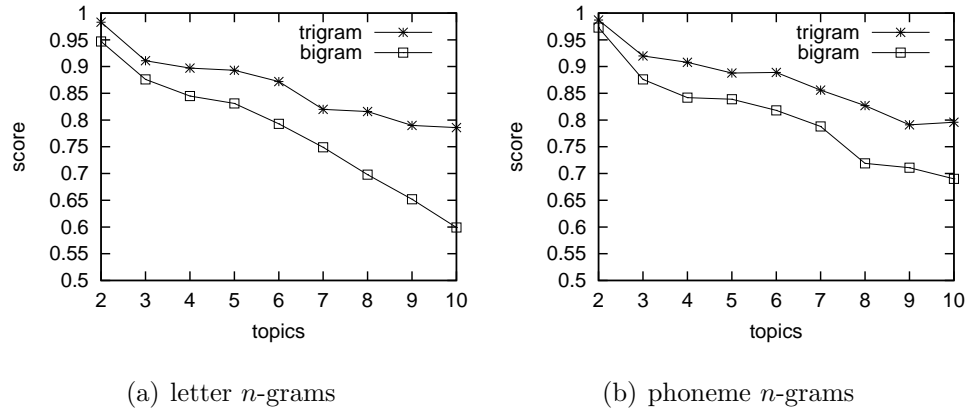 1
0.95
0.9
0.85
0.8
0.75
0.7
0.65
0.6
0.55
0.5
score
2 3 4 5 6 7 8 9 10
topics
trigram
bigram
(a) letter n-grams
1
0.95
0.9
0.85
0.8
0.75
0.7
0.65
0.6
0.55
0.5
score
2 3 4 5 6 7 8 9 10
topics
trigram
bigram
(b) phoneme n-grams